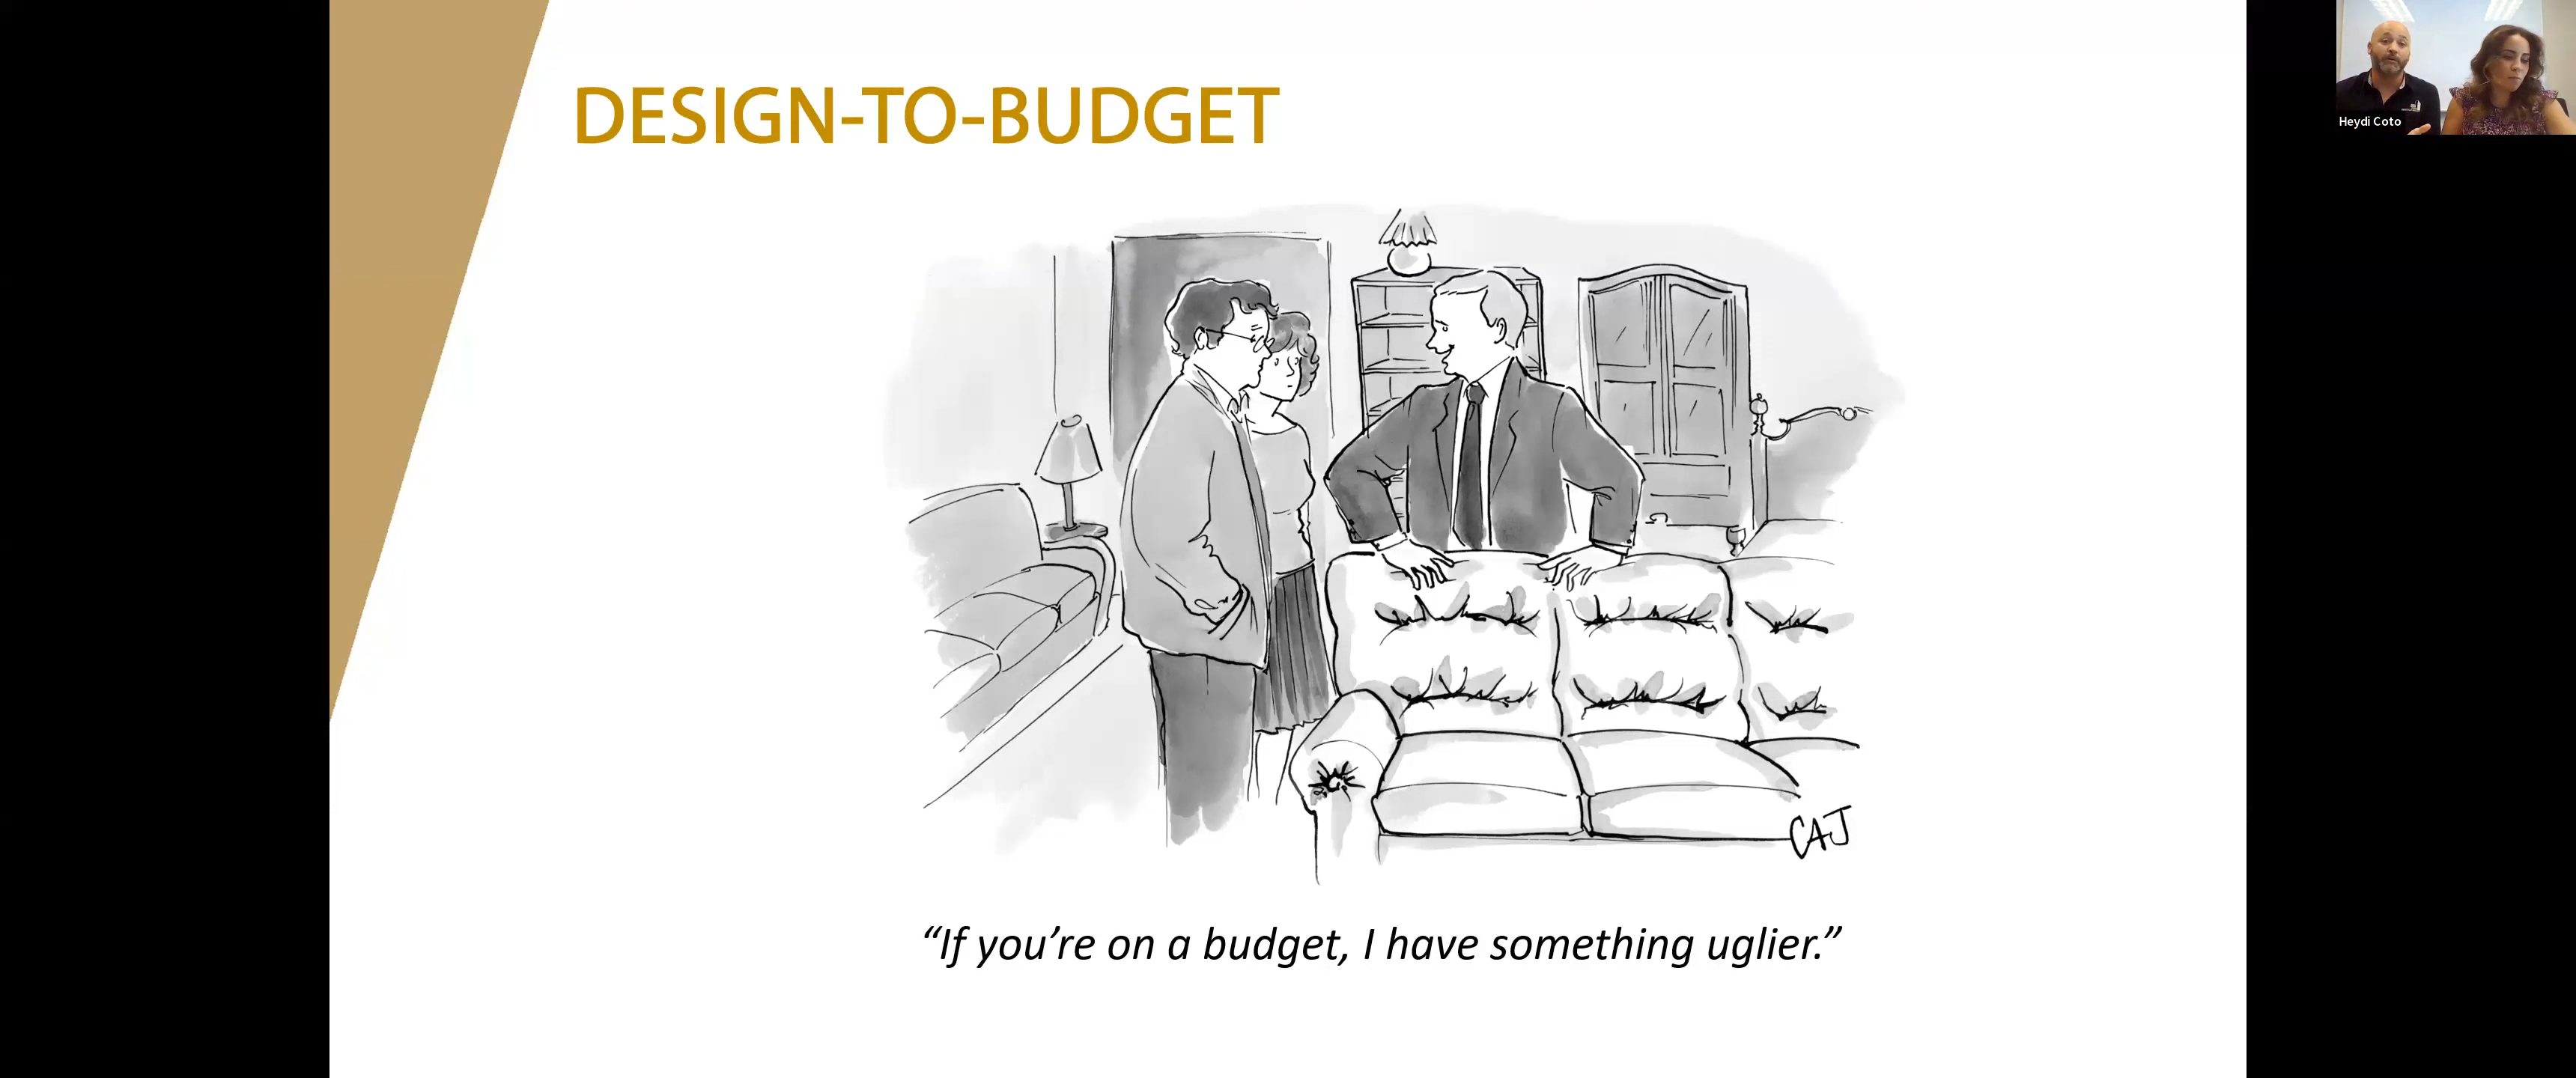 DESIGN-TO-BUDGET
Heydi Coto
CAJ
“If you’re on a budget, I have something uglier.”